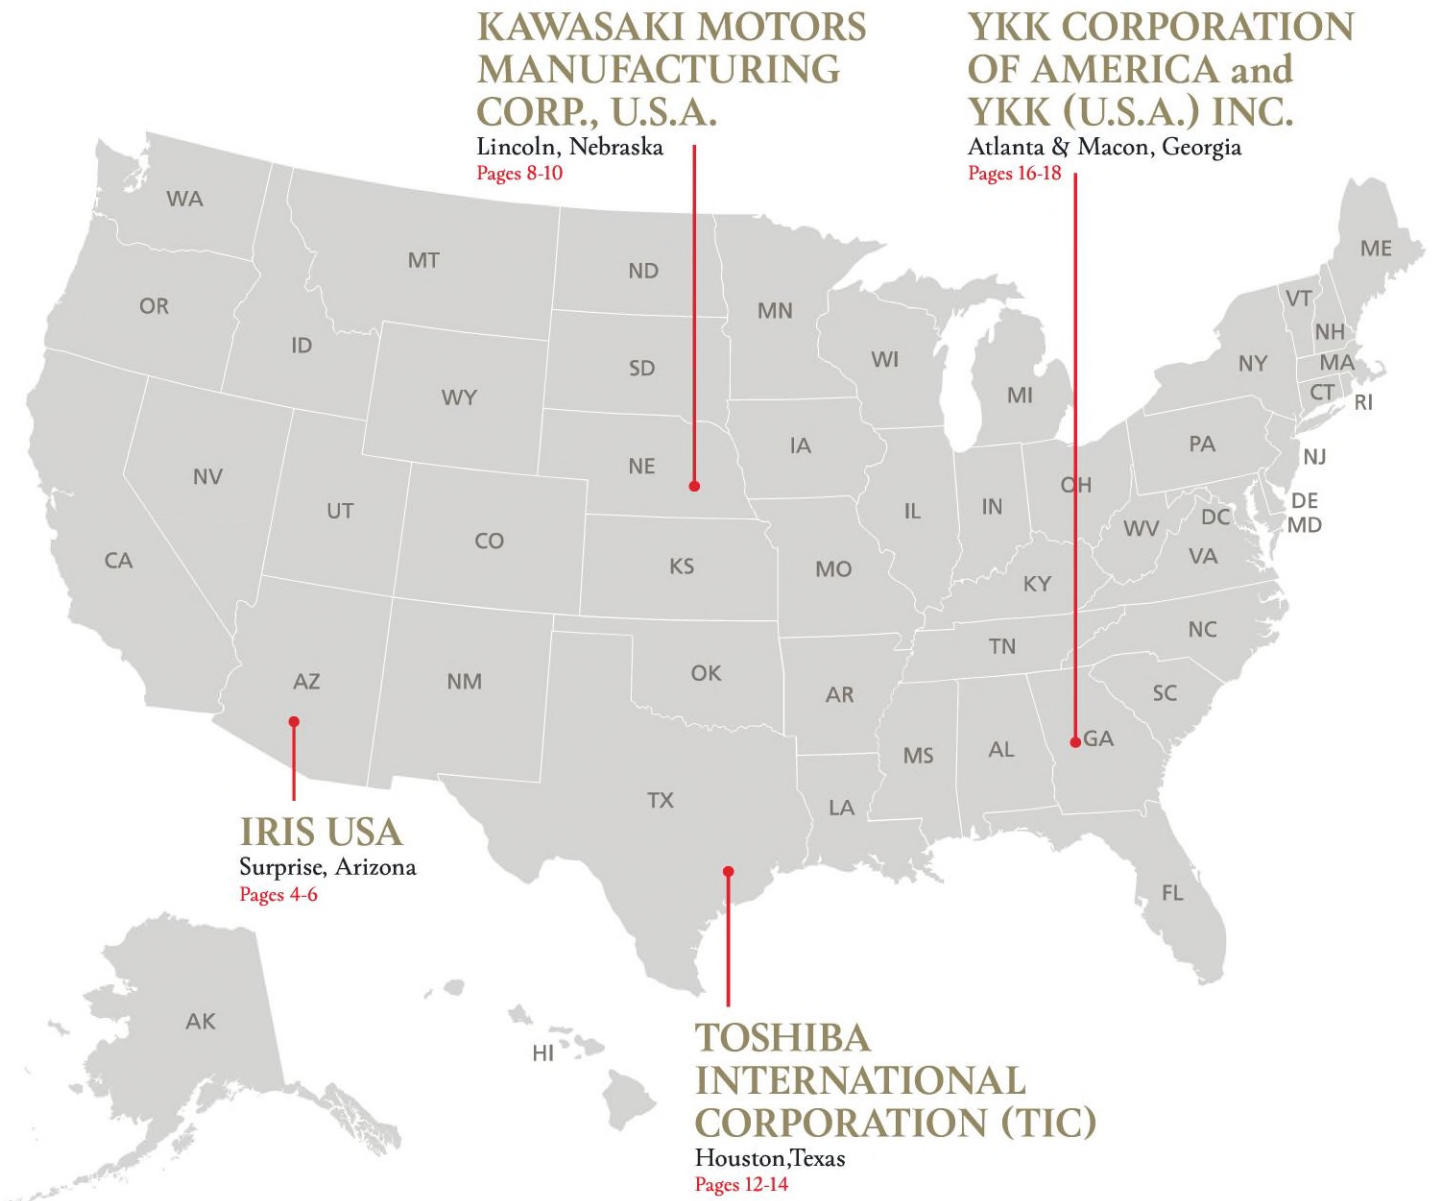 KAWASAKI MOTORS
MANUFACTURING
CORP., U.S.A.
Lincoln, Nebraska
Pages 8-10
YKK CORPORATION
OF AMERICA and
YKK (U.S.A.) INC.
Atlanta & Macon, Georgia
Pages 16-18
WA
MT
ND
MN
OR
ID
SD
WI
MI
ME
VT
NH
NY
MA
CT
RI
WY
NE
IA
PA
NJ
NV
UT
CO
IL
IN
OH
DE
MD
DC
WV
VA
CA
KS
MO
KY
NC
TN
AZ
NM
OK
AR
SC
MS
AL
GA
TX
LA
FL
IRIS USA
Surprise, Arizona
Pages 4-6
AK
HI
TOSHIBA
INTERNATIONAL
CORPORATION (TIC)
Houston,Texas
Pages 12-14